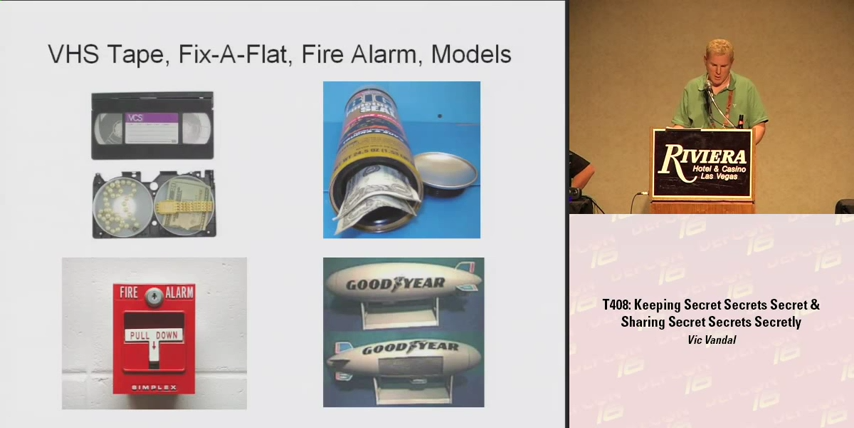 VHS Tape, Fix-A-Flat, Fire Alarm, Models
VCS
FIRE ALARM
PULL DOWN
SIMPLEX
GOODYEAR
GOODYEAR
RIVIERA
Hotel & Casino
Las Vegas
T408: Keeping Secret Secrets Secret &
Sharing Secret Secrets Secretly
Vic Vandal